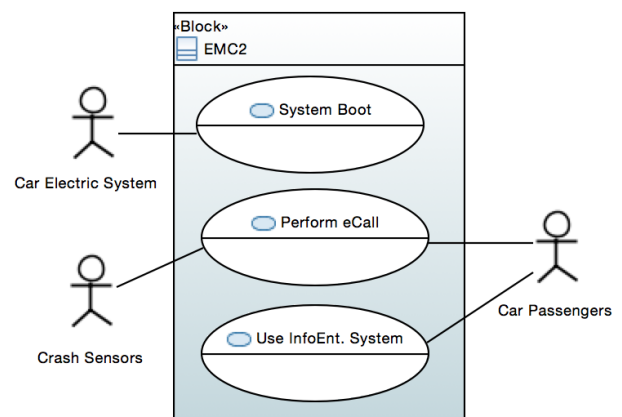 «Block»
EMC2
System Boot
Car Electric System
Perform eCall
Car Passengers
Crash Sensors
Use InfoEnt. System